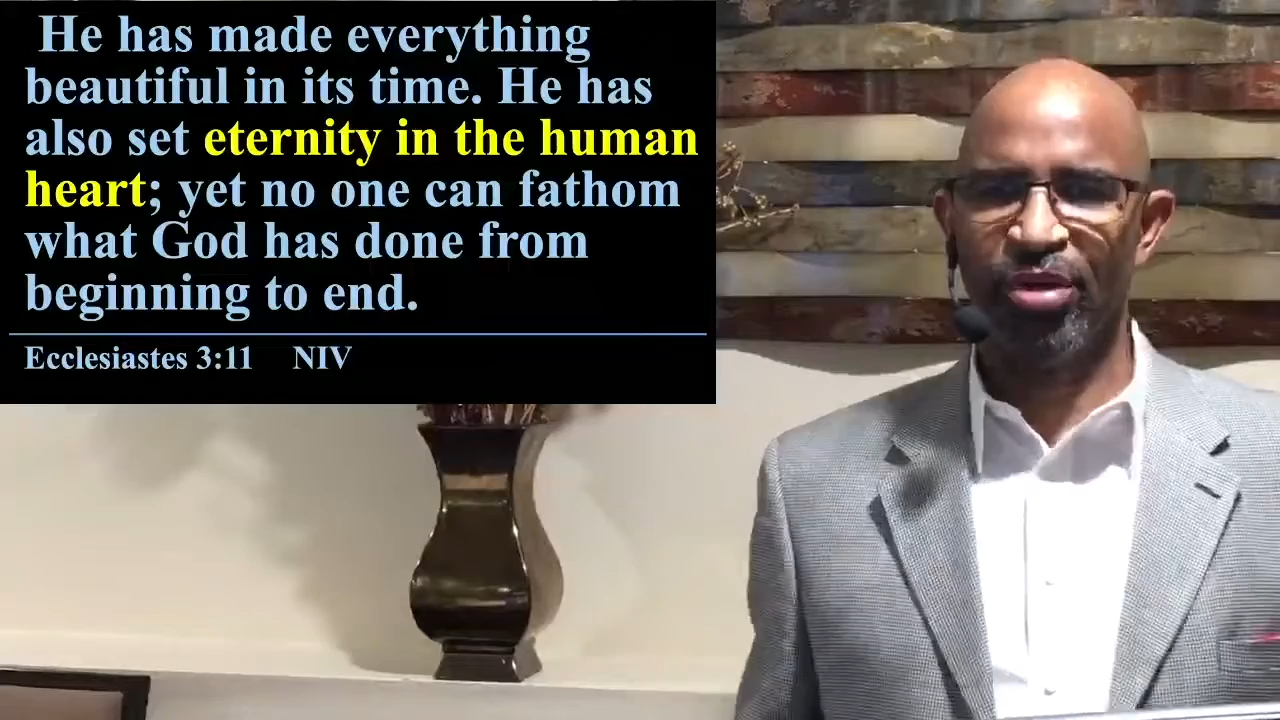 He has made everything
beautiful in its time. He has
also set eternity in the human
heart; yet no one can fathom
what God has done from
beginning to end.
Ecclesiastes 3:11 NIV